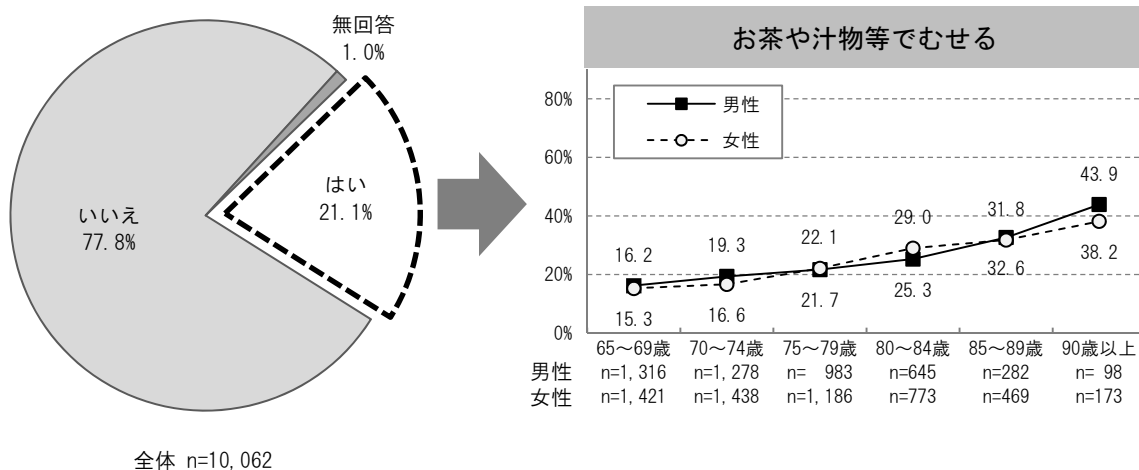 無回答
1.0%
はい
21.1%
いいえ
77.8%
全体 n=10,062
お茶や汁物等でむせる
男性
女性
80%
60%
40%
20%
0%
16.2 19.3 22.1 29.0 31.8 43.9
15.3 16.6 21.7 25.3 32.6 38.2
65～69歳 70～74歳 75～79歳 80～84歳 85～89歳 90歳以上
男性 n=1,316 n=1,278 n= 983 n=645 n=282 n= 98
女性 n=1,421 n=1,438 n=1,186 n=773 n=469 n=173